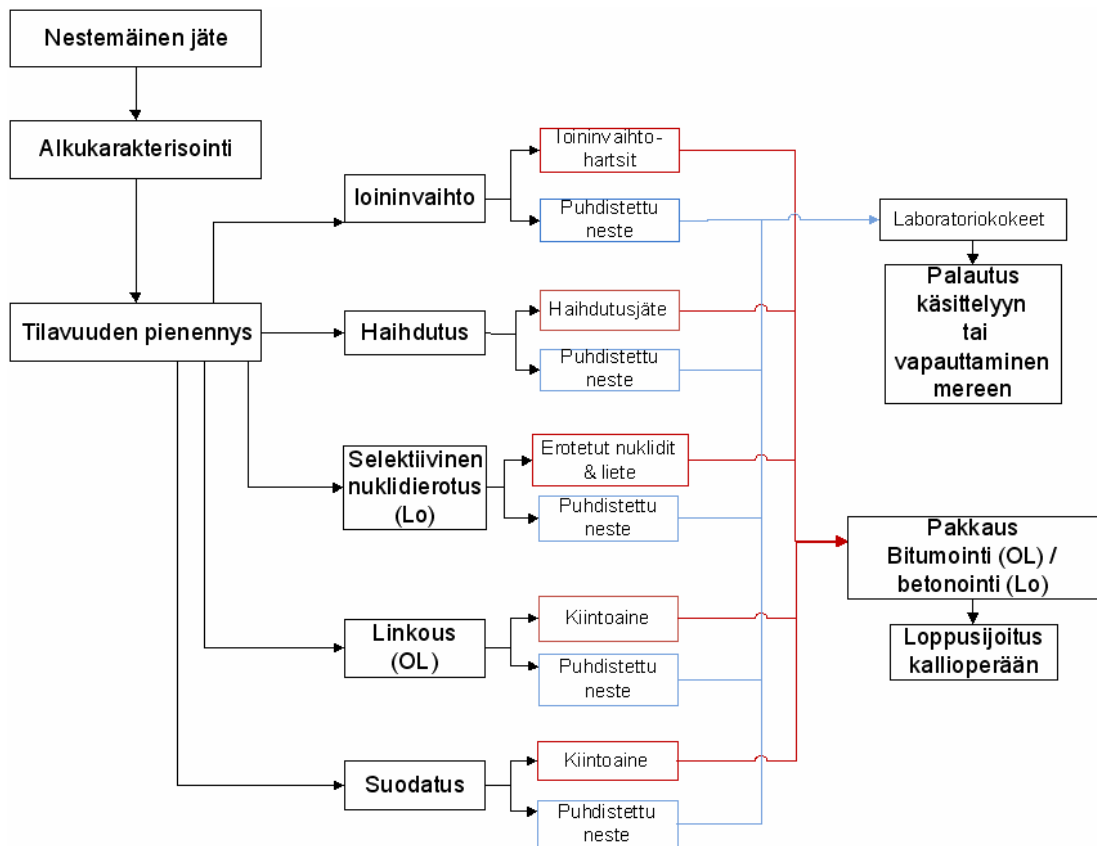 Nestemäinen jäte
Alkukarakterisointi
Tilavuuden pienennys
Ioininvaihto
Ioininvaihto-
hartsit
Puhdistettu
neste
Haihdutus
Haihdutusjäte
Puhdistettu
neste
Selektiivinen
nuklidierotus
(Lo)
Erotetut nuklidit
& liete
Puhdistettu
neste
Linkous
(OL)
Kiintoaine
Puhdistettu
neste
Suodatus
Kiintoaine
Puhdistettu
neste
Laboratoriokokeet
Palautus
käsittelyyn
tai
vapauttaminen
mereen
Pakkaus
Bitumointi (OL) /
betonointi (Lo)
Loppusijoitus
kallioperään